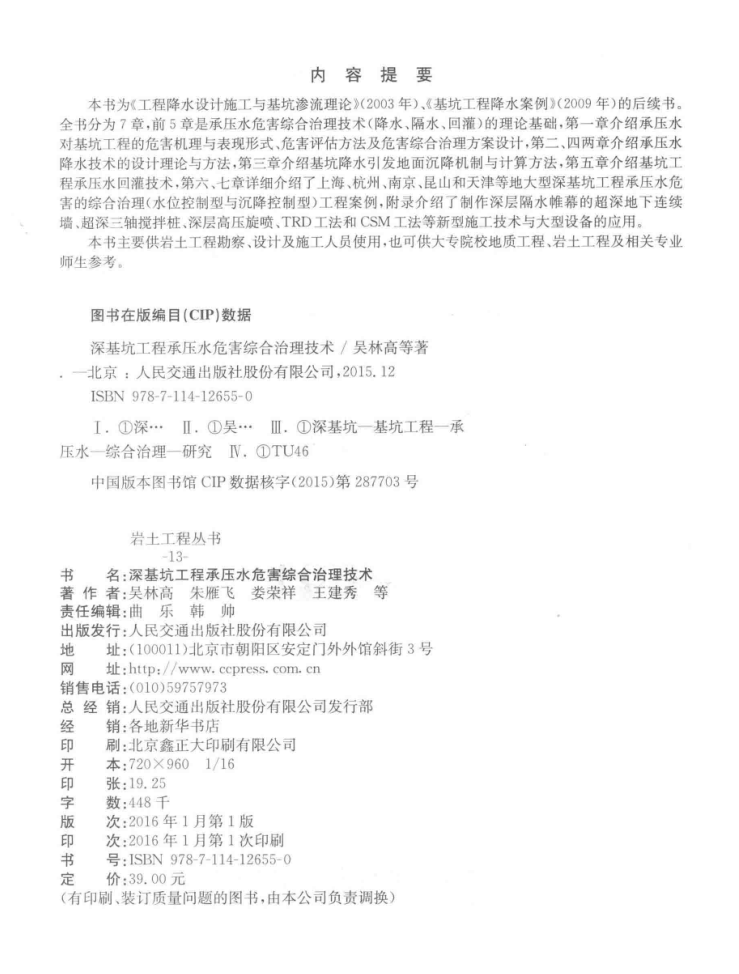 内 容 提 要
本书为《工程降水设计施工与基坑渗流理论》(2003 年)、《基坑工程降水案例》(2009 年)的后续书。
全书分为 7 章,前 5 章是承压水危害综合治理技术(降水、隔水、回灌)的理论基础,第一章介绍承压水
对基坑工程的危害机理与表现形式、危害评估方法及危害综合治理方案设计,第二、四两章介绍承压水
降水技术的设计理论与方法,第三章介绍基坑降水引发地面沉降机制与计算方法,第五章介绍基坑工
程承压水回灌技术,第六、七章详细介绍了上海、杭州、南京、昆山和天津等地大型深基坑工程承压水危
害的综合治理(水位控制型与沉降控制型)工程案例,附录介绍了制作深层隔水帷幕的超深地下连续
墙、超深三轴搅拌桩、深层高压旋喷、TRD 工法和 CSM 工法等新型施工技术与大型设备的应用。
本书主要供岩土工程勘察、设计及施工人员使用,也可供大专院校地质工程、岩土工程及相关专业
师生参考。
图书在版编目(CIP)数据
深基坑工程承压水危害综合治理技术 / 吴林高等著
.—北京 : 人民交通出版社股份有限公司,2015.12
ISBN 978-7-114-12655-0
Ⅰ. ①深… Ⅱ. ①吴… Ⅲ. ①深基坑—基坑工程—承
压水—综合治理—研究 Ⅳ. ①TU46
中国版本图书馆 CIP 数据核字(2015)第 287703 号
岩土工程丛书
-13-
书 名:深基坑工程承压水危害综合治理技术
著 作 者:吴林高 朱雁飞 娄荣祥 王建秀 等
责任编辑:曲 乐 韩 帅
出版发行:人民交通出版社股份有限公司
地 址:(100011)北京市朝阳区安定门外外馆斜街 3 号
网 址:http://www.ccpress.com.cn
销售电话:(010)59757973
总 经 销:人民交通出版社股份有限公司发行部
经 销:各地新华书店
印 刷:北京鑫正大印刷有限公司
开 本:720×960 1/16
印 张:19.25
字 数:448 千
版 次:2016 年 1 月第 1 版
印 次:2016 年 1 月第 1 次印刷
书 号:ISBN 978-7-114-12655-0
定 价:39.00 元
(有印刷、装订质量问题的图书,由本公司负责调换)